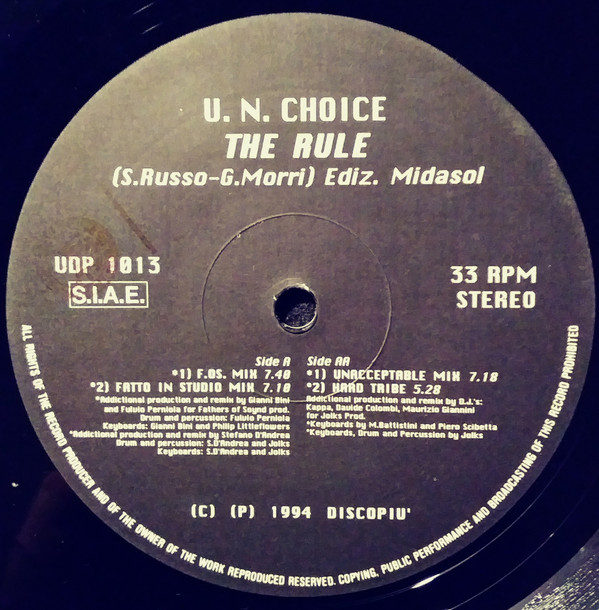 U. N. CHOICE
THE RULE
(S.Russo-G.Morri) Ediz. Midasol
UDP 1013
S.I.A.E.
33 RPM
STEREO
Side A
*1) F.OS. MIX 7.40
*2) FATTO IN STUDIO MIX 7.10
*Addictional production and remix by Gianni Bini
and Fulvio Perniola for Fathers of Soynd prod.
Drum and percussion: Fulvio Perniola
Keyboards: Gianni Bini and Philip Littleflowers
*Addictional production and remix by Stefano D'Andrea
Drum and percussion: S.D'Andrea and Jolks
Keyboards: S.D'Andrea and Jolks
Side AA
*1) UNACCEPTABLE MIX 7.18
*2) HARD TRIBE 5.28
Addictional production and remix by D.J.'s:
Kappa, Davide Colombi, Maurizio Giannini
for Jolks Prod.
*Keyboards by M.Battistini and Piero Scibetta
*Keyboards, Drum and Percussion by Jolks
(C) (P) 1994 DISCOPIU'
ALL RIGHTS OF THE RECORD PRODUCER AND OF THE OWNER OF THE WORK REPRODUCED RESERVED. COPYING, PUBLIC PERFORMANCE AND BROADCASTING OF THIS RECORD PROHIBITED